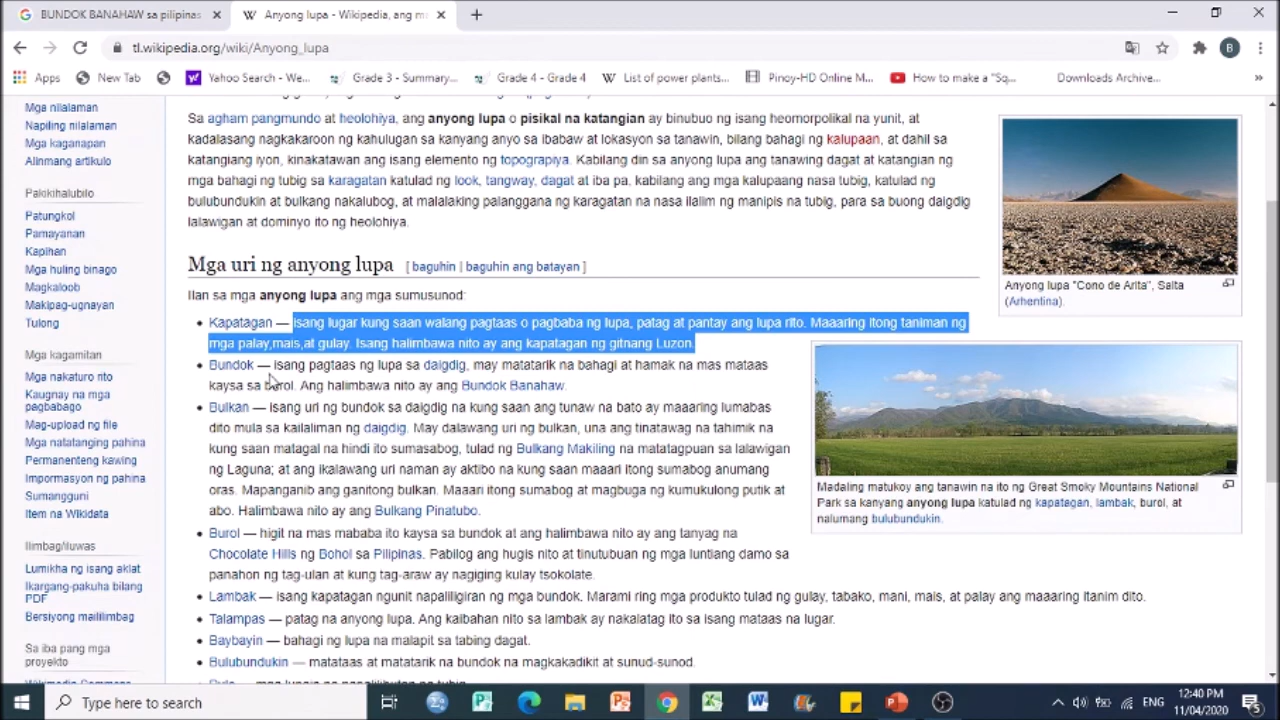 BUNDOK BANAHAW sa pilipinas
Anyong lupa - Wikipedia, ang m
tl.wikipedia.org/wiki/Anyong_lupa
B
Apps
New Tab
Yahoo Search - We...
Grade 3 - Summary...
Grade 4 - Grade 4
List of power plants...
Pinoy-HD Online M...
How to make a "Sq...
Downloads Archive...
»
Mga nilalaman
Napiling nilalaman
Mga kaganapan
Alinmang artikulo
Pakikihalubilo
Patungkol
Pamayanan
Kapihan
Mga huling binago
Magkaloob
Makipag-ugnayan
Tulong
Mga kagamitan
Mga nakaturo rito
Kaugnay na mga
pagbabago
Mag-upload ng file
Mga natatanging pahina
Permanenteng kawing
Impormasyon ng pahina
Sumangguni
Item na Wikidata
Ilimbag/iluwas
Lumikha ng isang aklat
Ikargang-pakuha bilang
PDF
Bersiyong maililimbag
Sa iba pang mga
proyekto
Wikimedia Commons
Sa agham pangmundo at heolohiya, ang anyong lupa o pisikal na katangian ay binubuo ng isang heomorpolikal na yunit, at
kadalasang nagkakaroon ng kahulugan sa kanyang anyo sa ibabaw at lokasyon sa tanawin, bilang bahagi ng kalupaan, at dahil sa
katangiang iyon, kinakatawan ang isang elemento ng topograpiya. Kabilang din sa anyong lupa ang tanawing dagat at katangian ng
mga bahagi ng tubig sa karagatan katulad ng look, tangway, dagat at iba pa, kabilang ang mga kalupaang nasa tubig, katulad ng
bulubundukin at bulkang nakalubog, at malalaking palanggana ng karagatan na nasa ilalim ng manipis na tubig, para sa buong daigdig
lalawigan at dominyo ito ng heolohiya.
Mga uri ng anyong lupa [ baguhin | baguhin ang batayan ]
Ilan sa mga anyong lupa ang mga sumusunod:
• Kapatagan — isang lugar kung saan walang pagtaas o pagbaba ng lupa, patag at pantay ang lupa rito. Maaaring itong taniman ng
mga palay,mais,at gulay. Isang halimbawa nito ay ang kapatagan ng gitnang Luzon.
• Bundok — isang pagtaas ng lupa sa daigdig, may matatarik na bahagi at hamak na mas mataas
kaysa sa burol. Ang halimbawa nito ay ang Bundok Banahaw.
• Bulkan — isang uri ng bundok sa daigdig na kung saan ang tunaw na bato ay maaaring lumabas
dito mula sa kailaliman ng daigdig. May dalawang uri ng bulkan, una ang tinatawag na tahimik na
kung saan matagal na hindi ito sumasabog, tulad ng Bulkang Makiling na matatagpuan sa lalawigan
ng Laguna; at ang ikalawang uri naman ay aktibo na kung saan maaari itong sumabog anumang
oras. Mapanganib ang ganitong bulkan. Maaari itong sumabog at magbuga ng kumukulong putik at
abo. Halimbawa nito ay ang Bulkang Pinatubo.
• Burol — higit na mas mababa ito kaysa sa bundok at ang halimbawa nito ay ang tanyag na
Chocolate Hills ng Bohol sa Pilipinas. Pabilog ang hugis nito at tinutubuan ng mga luntiang damo sa
panahon ng tag-ulan at kung tag-araw ay nagiging kulay tsokolate.
• Lambak — isang kapatagan ngunit napaliligiran ng mga bundok. Marami ring mga produkto tulad ng gulay, tabako, mani, mais, at palay ang maaaring itanim dito.
• Talampas — patag na anyong lupa. Ang kaibahan nito sa lambak ay nakalatag ito sa isang mataas na lugar.
• Baybayin — bahagi ng lupa na malapit sa tabing dagat.
• Bulubundukin — matataas at matatarik na bundok na magkakadikit at sunud-sunod.
Anyong lupa "Cono de Arita", Salta
(Arhentina).
Madaling matukoy ang tanawin na ito ng Great Smoky Mountains National
Park sa kanyang anyong lupa katulad ng kapatagan, lambak, burol, at
nalumang bulubundukin.
Type here to search
ENG
12:40 PM
11/04/2020
5